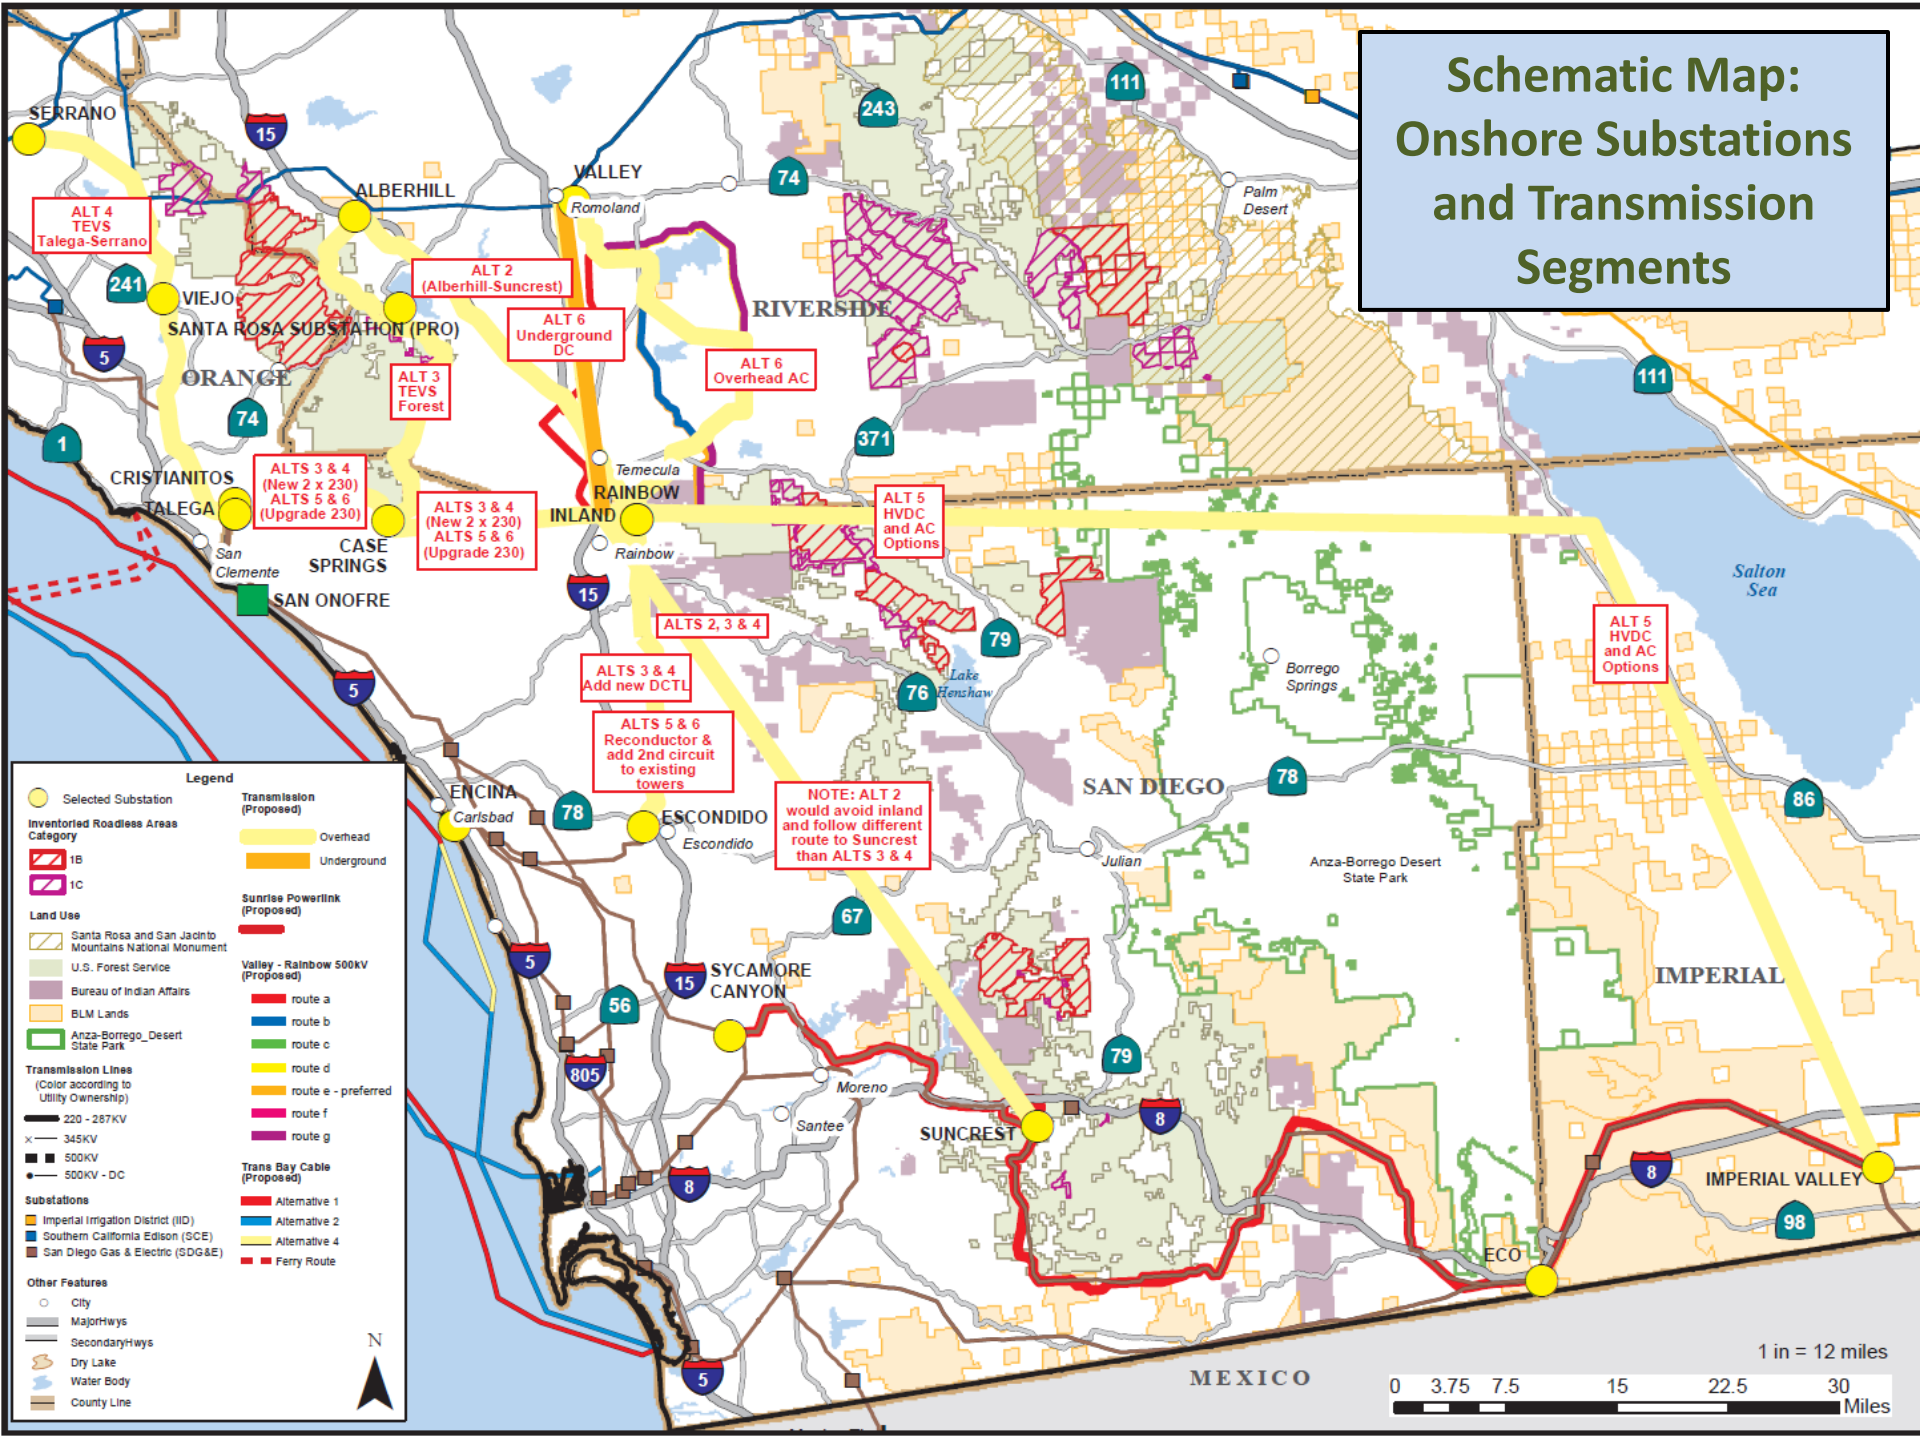 Schematic Map:
Onshore Substations
and Transmission
Segments
SERRANO
15
243
111
VALLEY
74
ALBERHILL
Romoland
Palm
Desert
ALT 4
TEVS
Talega-Serrano
241
VIEJO
ALT 2
(Alberhill-Suncrest)
SANTA ROSA SUBSTATION (PRO)
ALT 6
Underground
DC
RIVERSIDE
5
ORANGE
ALT 3
TEVS
Forest
ALT 6
Overhead AC
111
74
1
371
CRISTIANITOS
TALEGA
ALTS 3 & 4
(New 2 x 230)
ALTS 5 & 6
(Upgrade 230)
Temecula
RAINBOW
INLAND
ALTS 3 & 4
(New 2 x 230)
ALTS 5 & 6
(Upgrade 230)
ALT 5
HVDC
and AC
Options
CASE
SPRINGS
San
Clemente
Rainbow
SAN ONOFRE
15
Salton
Sea
ALTS 2, 3 & 4
79
ALT 5
HVDC
and AC
Options
ALTS 3 & 4
Add new DCTL
5
76
Lake
Henshaw
Borrego
Springs
ALTS 5 & 6
Reconductor &
add 2nd circuit
to existing
towers
SAN DIEGO
78
86
ENCINA
Carlsbad
78
ESCONDIDO
Escondido
NOTE: ALT 2
would avoid inland
and follow different
route to Suncrest
than ALTS 3 & 4
Julian
Anza-Borrego Desert
State Park
67
5
15
SYCAMORE
CANYON
56
IMPERIAL
79
805
Moreno
Santee
SUNCREST
8
8
8
IMPERIAL VALLEY
98
ECO
5
MEXICO
1 in = 12 miles
0 3.75 7.5 15 22.5 30
Miles
Legend
Selected Substation
Inventoried Roadless Areas
Category
1B
1C
Land Use
Santa Rosa and San Jacinto
Mountains National Monument
U.S. Forest Service
Bureau of Indian Affairs
BLM Lands
Anza-Borrego_Desert
State Park
Transmission Lines
(Color according to
Utility Ownership)
220 - 287KV
345KV
500KV
500KV - DC
Substations
Imperial Irrigation District (IID)
Southern California Edison (SCE)
San Diego Gas & Electric (SDG&E)
Other Features
City
MajorHwys
SecondaryHwys
Dry Lake
Water Body
County Line
Transmission
(Proposed)
Overhead
Underground
Sunrise Powerlink
(Proposed)
Valley - Rainbow 500kV
(Proposed)
route a
route b
route c
route d
route e - preferred
route f
route g
Trans Bay Cable
(Proposed)
Alternative 1
Alternative 2
Alternative 4
Ferry Route
N